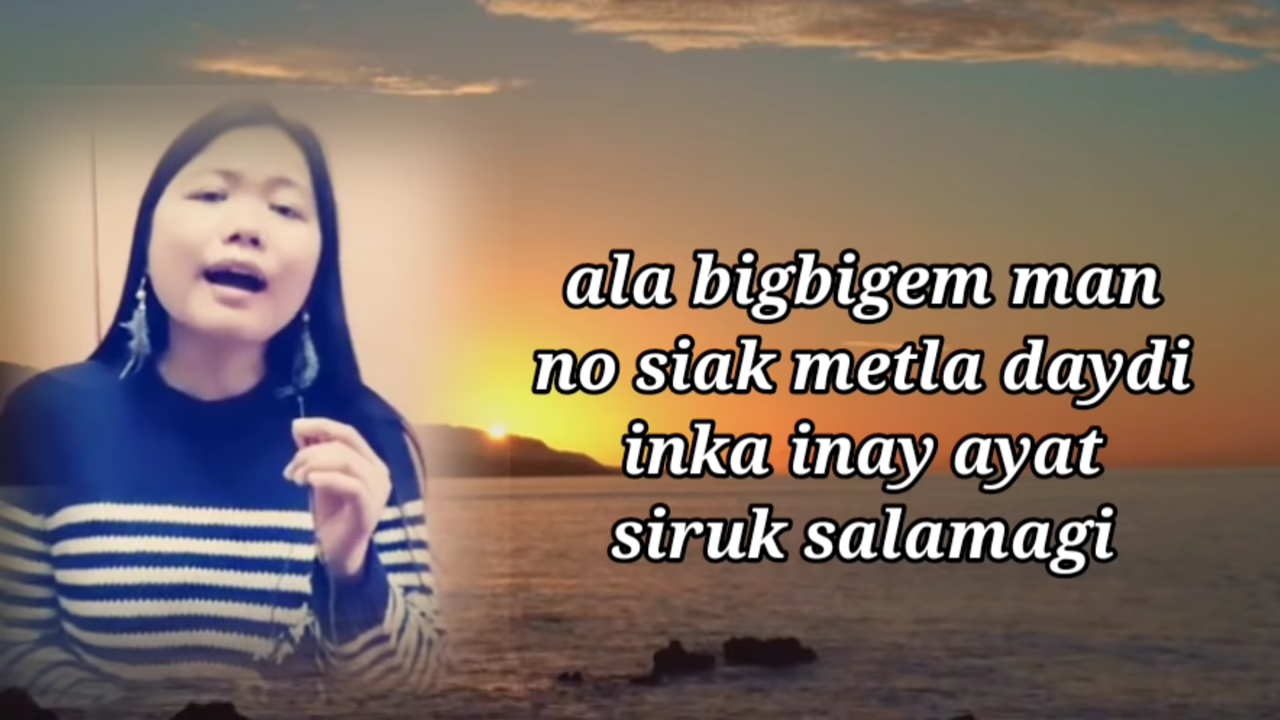 ala bigbigem man
no siak metla daydi
inka inay ayat
siruk salamagi